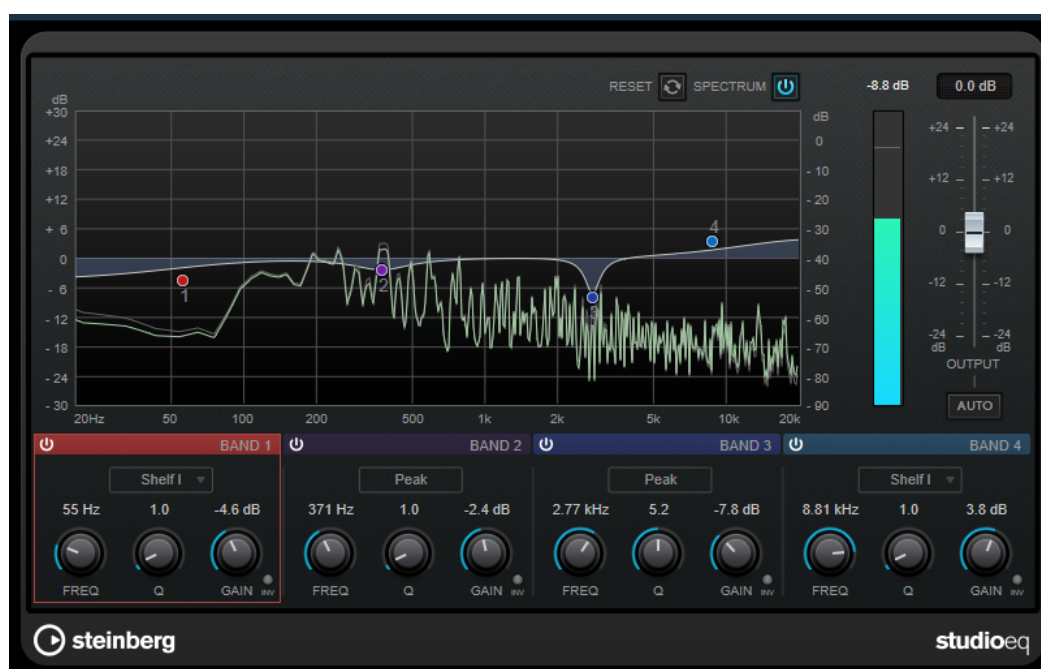 RESET SPECTRUM -8.8 dB 0.0 dB
dB
+30
dB
+24 0
+18 - 10
+12 - 20
+ 6 - 30
0 - 40
- 6 - 50
- 12 - 60
- 18 - 70
- 24 - 80
- 30 - 90
1 2 3 4
20Hz 50 100 200 500 1k 2k 5k 10k 20k
+24 +24
+12 +12
0 0
-12 -12
-24 -24
dB dB
OUTPUT
AUTO
BAND 1 BAND 2 BAND 3 BAND 4
Shelf I Peak Peak Shelf I
55 Hz 1.0 -4.6 dB 371 Hz 1.0 -2.4 dB 2.77 kHz 5.2 -7.8 dB 8.81 kHz 1.0 3.8 dB
FREQ Q GAIN INV FREQ Q GAIN INV FREQ Q GAIN INV FREQ Q GAIN INV
steinberg studioeq